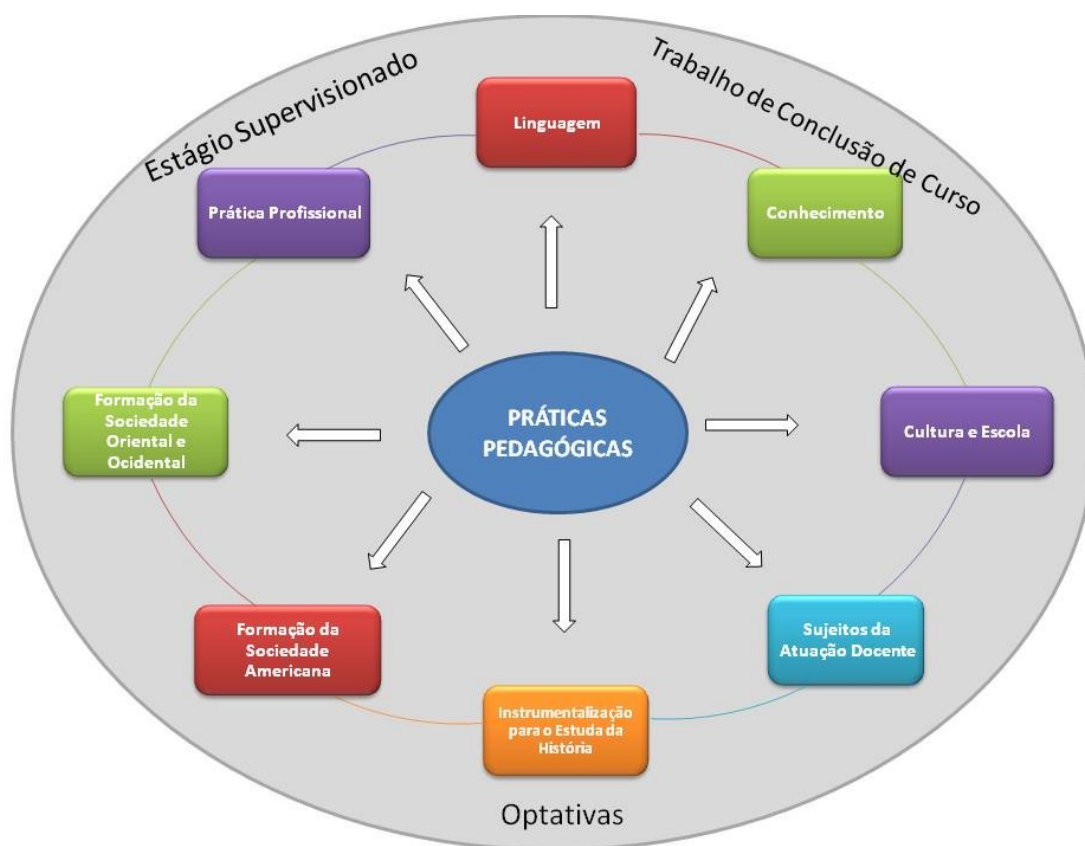 Estágio Supervisionado
Trabalho de Conclusão de Curso
Linguagem
Prática Profissional
Conhecimento
Formação da
Sociedade
Oriental e
Ocidental
PRÁTICAS
PEDAGÓGICAS
Cultura e Escola
Formação da
Sociedade
Americana
Sujeitos da
Atuação Docente
Instrumentalização
para o Estuda da
História
Optativas